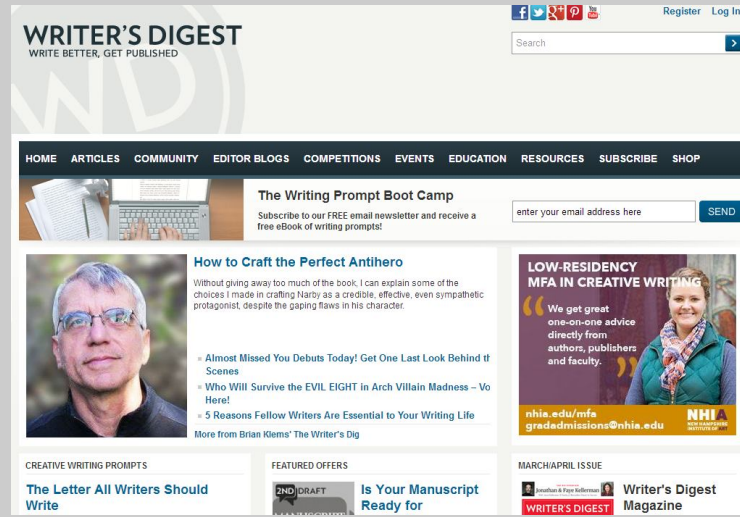 WRITER'S DIGEST
WRITE BETTER, GET PUBLISHED
Register Log In
Search
HOME ARTICLES COMMUNITY EDITOR BLOGS COMPETITIONS EVENTS EDUCATION RESOURCES SUBSCRIBE SHOP
The Writing Prompt Boot Camp
Subscribe to our FREE email newsletter and receive a
free eBook of writing prompts!
enter your email address here
SEND
How to Craft the Perfect Antihero
Without giving away too much of the book, I can explain some of the
choices I made in crafting Narby as a credible, effective, even sympathetic
protagonist, despite the gaping flaws in his character.
Almost Missed You Debuts Today! Get One Last Look Behind th
Scenes
Who Will Survive the EVIL EIGHT in Arch Villain Madness – Vo
Here!
5 Reasons Fellow Writers Are Essential to Your Writing Life
More from Brian Klems' The Writer's Dig
LOW-RESIDENCY
MFA IN CREATIVE WRITING
We get great
one-on-one advice
directly from
authors, publishers
and faculty.
nhia.edu/mfa
gradadmissions@nhia.edu
NHIA
NEW HAMPSHIRE
INSTITUTE OF ART
CREATIVE WRITING PROMPTS
The Letter All Writers Should
Write
FEATURED OFFERS
2ND DRAFT
Is Your Manuscript
Ready for
MARCH/APRIL ISSUE
Jonathan & Faye Kellerman
WRITER'S DIGEST
Writer's Digest
Magazine